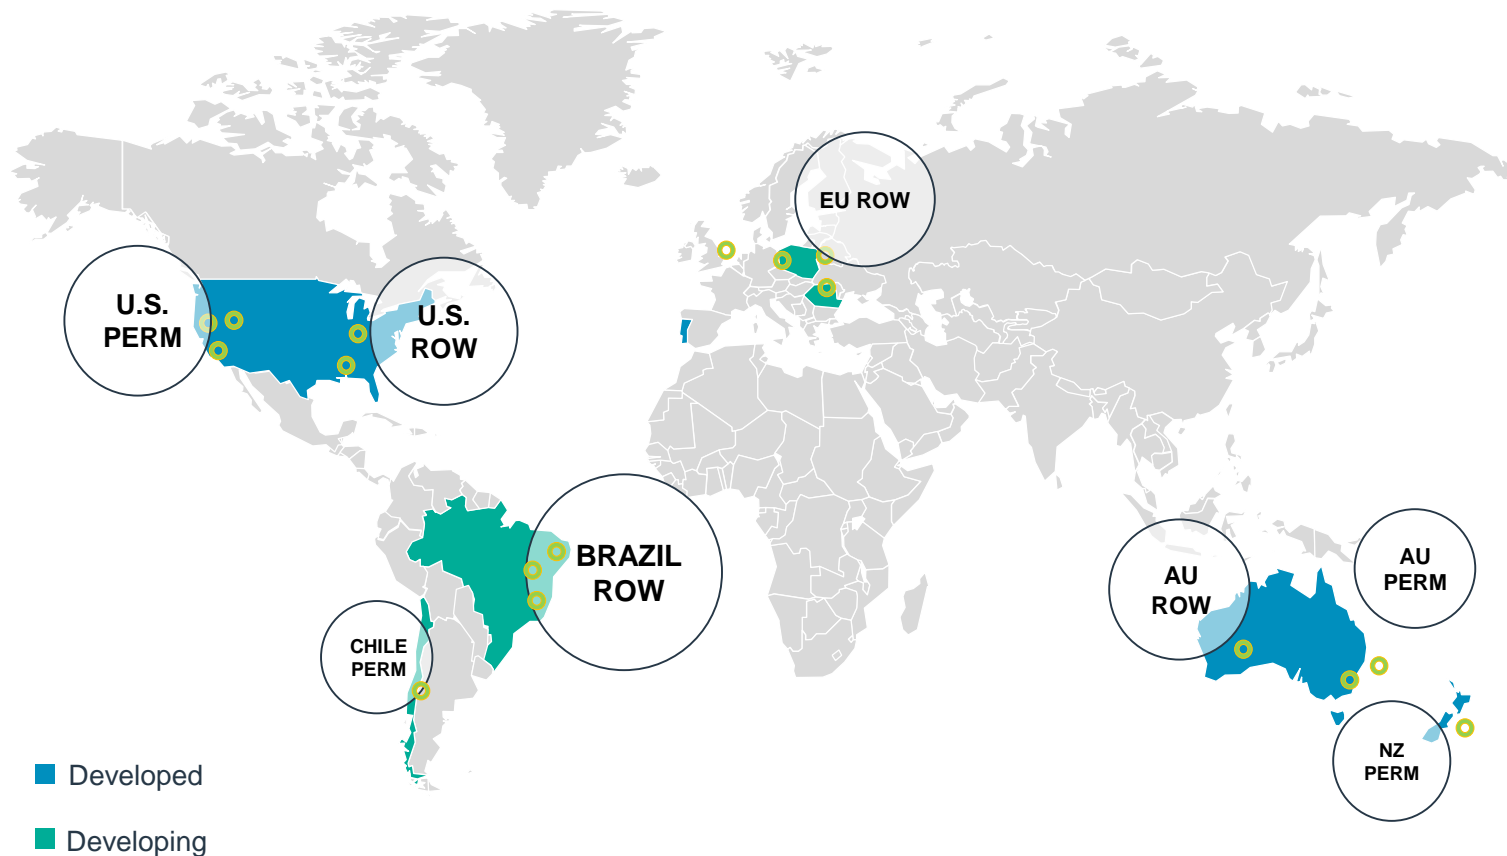 EU ROW
U.S.
PERM
U.S.
ROW
BRAZIL
ROW
CHILE
PERM
AU
ROW
AU
PERM
NZ
PERM
Developed
Developing